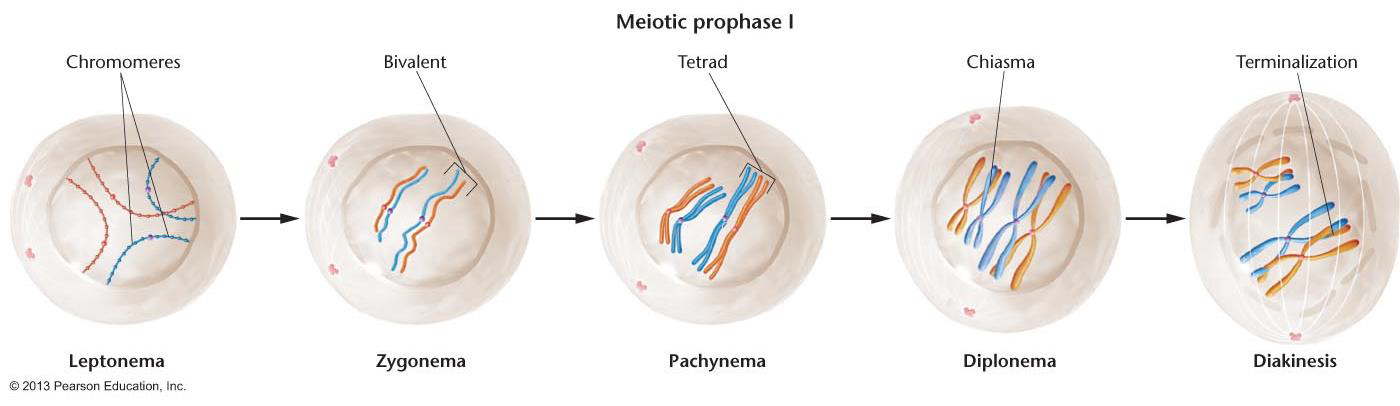 Meiotic prophase I
Chromomeres
Bivalent
Tetrad
Chiasma
Terminalization
Leptonema
Zygonema
Pachynema
Diplonema
Diakinesis
© 2013 Pearson Education, Inc.